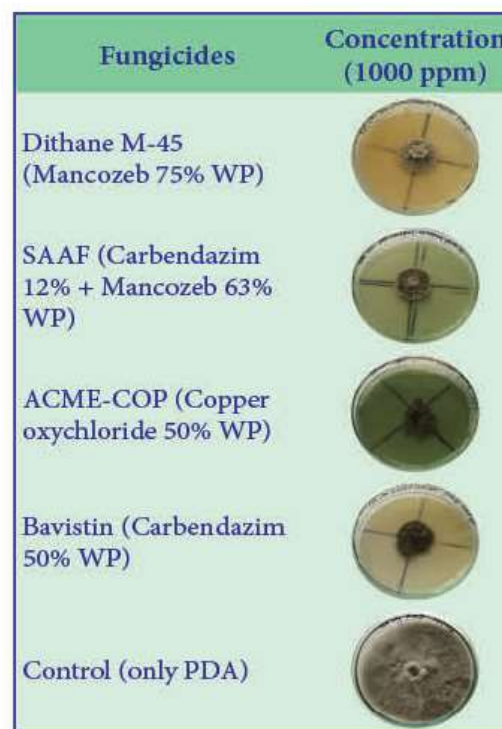 Fungicides
Concentration
(1000 ppm)
Dithane M-45
(Mancozeb 75% WP)
SAAF (Carbendazim
12% + Mancozeb 63%
WP)
ACME-COP (Copper
oxychloride 50% WP)
Bavistin (Carbendazim
50% WP)
Control (only PDA)